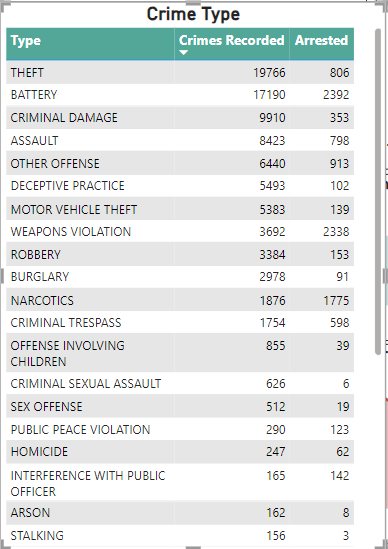 Crime Type
Type Crimes Recorded Arrested
THEFT 19766 806
BATTERY 17190 2392
CRIMINAL DAMAGE 9910 353
ASSAULT 8423 798
OTHER OFFENSE 6440 913
DECEPTIVE PRACTICE 5493 102
MOTOR VEHICLE THEFT 5383 139
WEAPONS VIOLATION 3692 2338
ROBBERY 3384 153
BURGLARY 2978 91
NARCOTICS 1876 1775
CRIMINAL TRESPASS 1754 598
OFFENSE INVOLVING 855 39
CHILDREN
CRIMINAL SEXUAL ASSAULT 626 6
SEX OFFENSE 512 19
PUBLIC PEACE VIOLATION 290 123
HOMICIDE 247 62
INTERFERENCE WITH PUBLIC 165 142
OFFICER
ARSON 162 8
STALKING 156 3